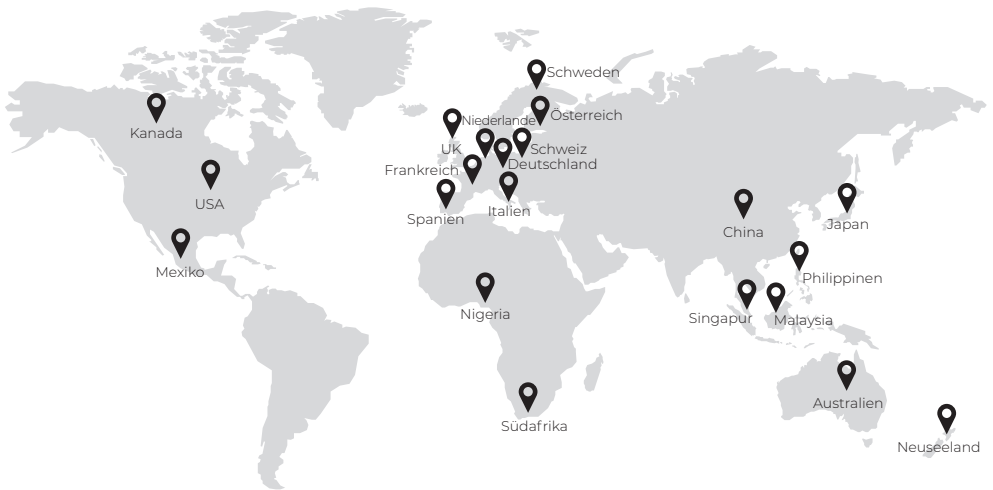 Schweden
Kanada
Niederlande
Österreich
UK
Schweiz
Frankreich
Deutschland
USA
Spanien
Italien
China
Japan
Mexiko
Philippinen
Nigeria
Singapur
Malaysia
Australien
Südafrika
Neuseeland